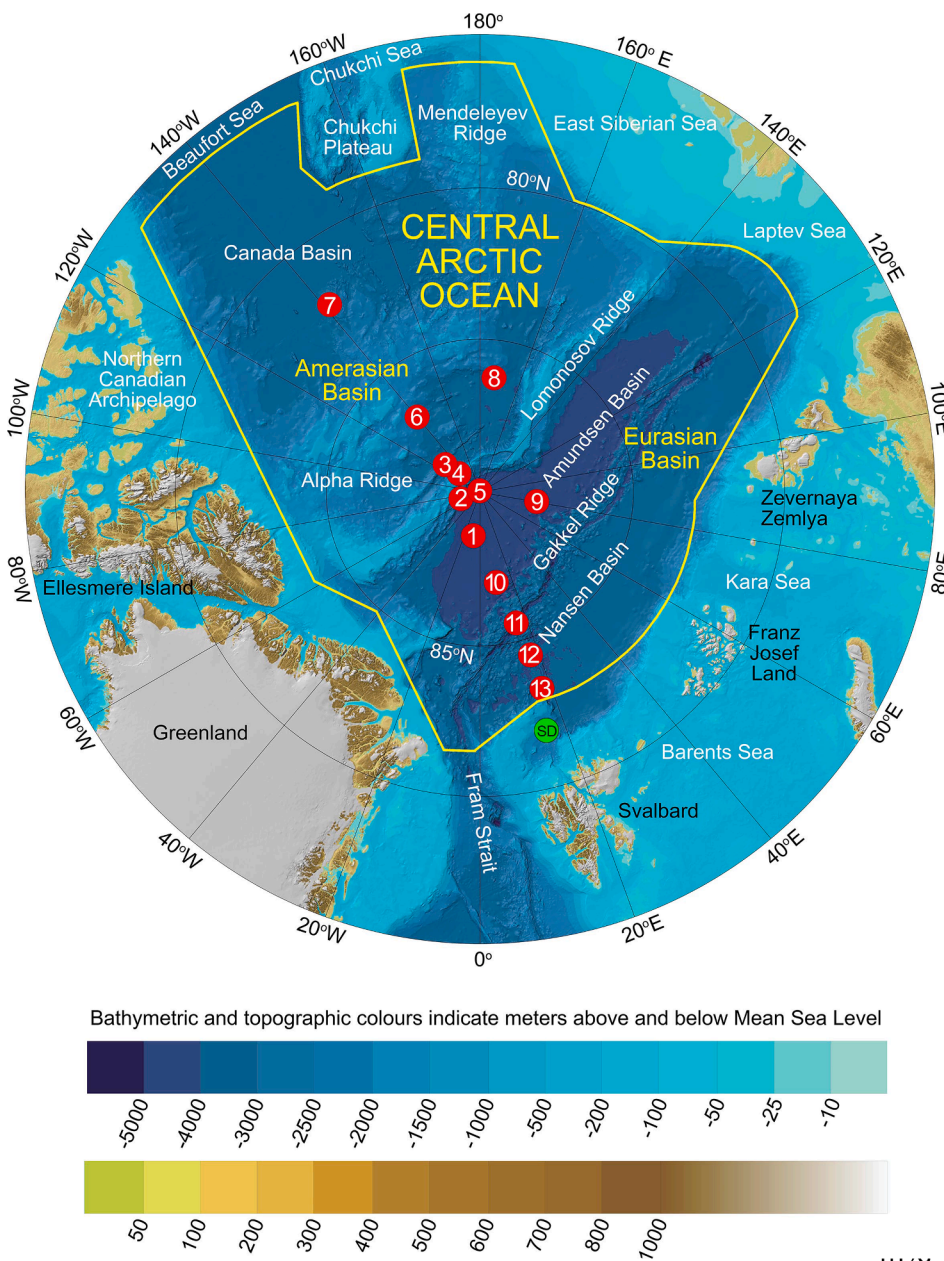 180°
160°W
160° E
Chukchi Sea
140°W
140°E
Beaufort Sea
Chukchi
Plateau
Mendeleyev
Ridge
East Siberian Sea
80°N
Laptev Sea
120°W
120°E
Canada Basin
CENTRAL
ARCTIC
OCEAN
7
Northern
Canadian
Archipelago
Amerasian
Basin
8
Lomonosov Ridge
6
100°W
100°E
Amundsen Basin
Eurasian
Basin
3
4
Alpha Ridge
2
5
9
Zevernaya
Zemlya
1
Gakkel Ridge
80°W
80°E
Ellesmere Island
10
Nansen Basin
Kara Sea
11
Franz
Josef
Land
85°N
12
13
60°W
60°E
Greenland
SD
Barents Sea
Fram Strait
Svalbard
40°W
40°E
20°W
20°E
0°
Bathymetric and topographic colours indicate meters above and below Mean Sea Level
-5000
-4000
-3000
-2500
-2000
-1500
-1000
-500
-200
-100
-50
-25
-10
50
100
200
300
400
500
600
700
800
1000